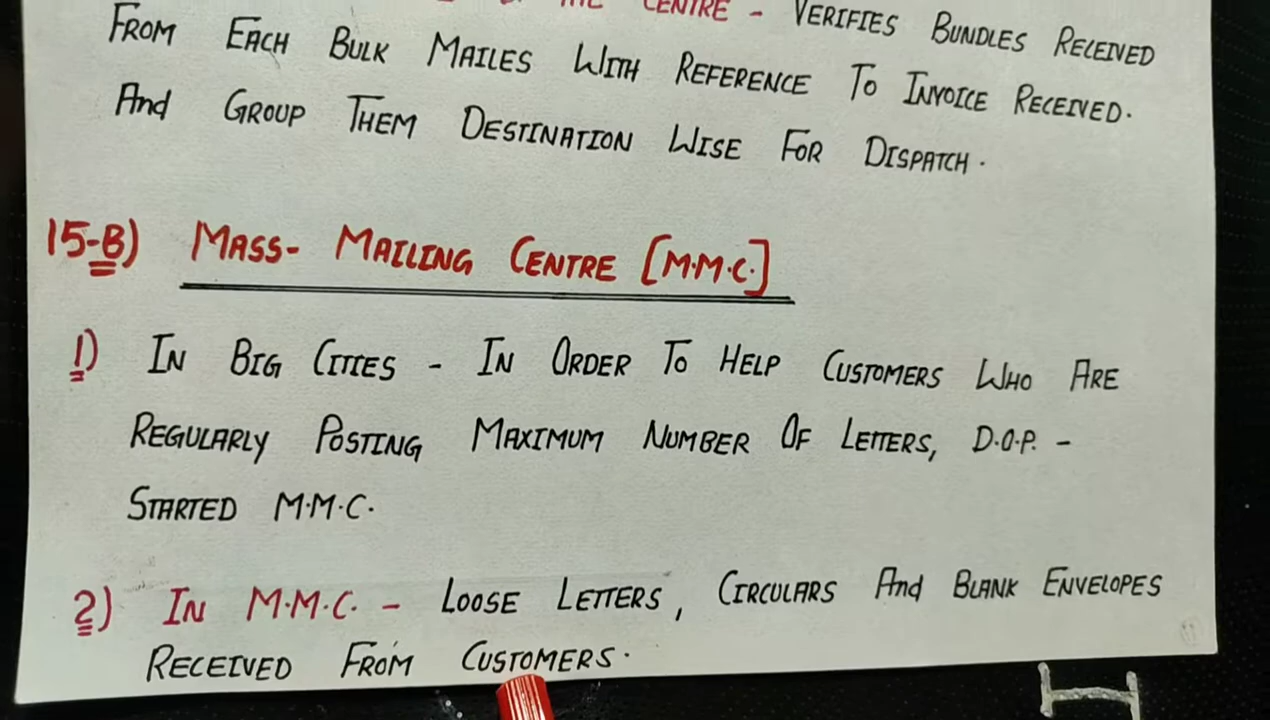 THE CENTRE - VERIFIES BUNDLES RECEIVED
FROM EACH BULK MAILES WITH REFERENCE TO INVOICE RECEIVED.
And GROUP THEM DESTINATION WISE FOR DISPATCH.
15-B) MASS- MAILING CENTRE [M.M.C.]
1) IN BIG CITIES - IN ORDER TO HELP CUSTOMERS WHO ARE
REGULARLY POSTING MAXIMUM NUMBER OF LETTERS, D.O.P. -
STARTED M.M.C.
2) IN M.M.C. - LOOSE LETTERS, CIRCULARS And BLANK ENVELOPES
RECEIVED FROM CUSTOMERS.